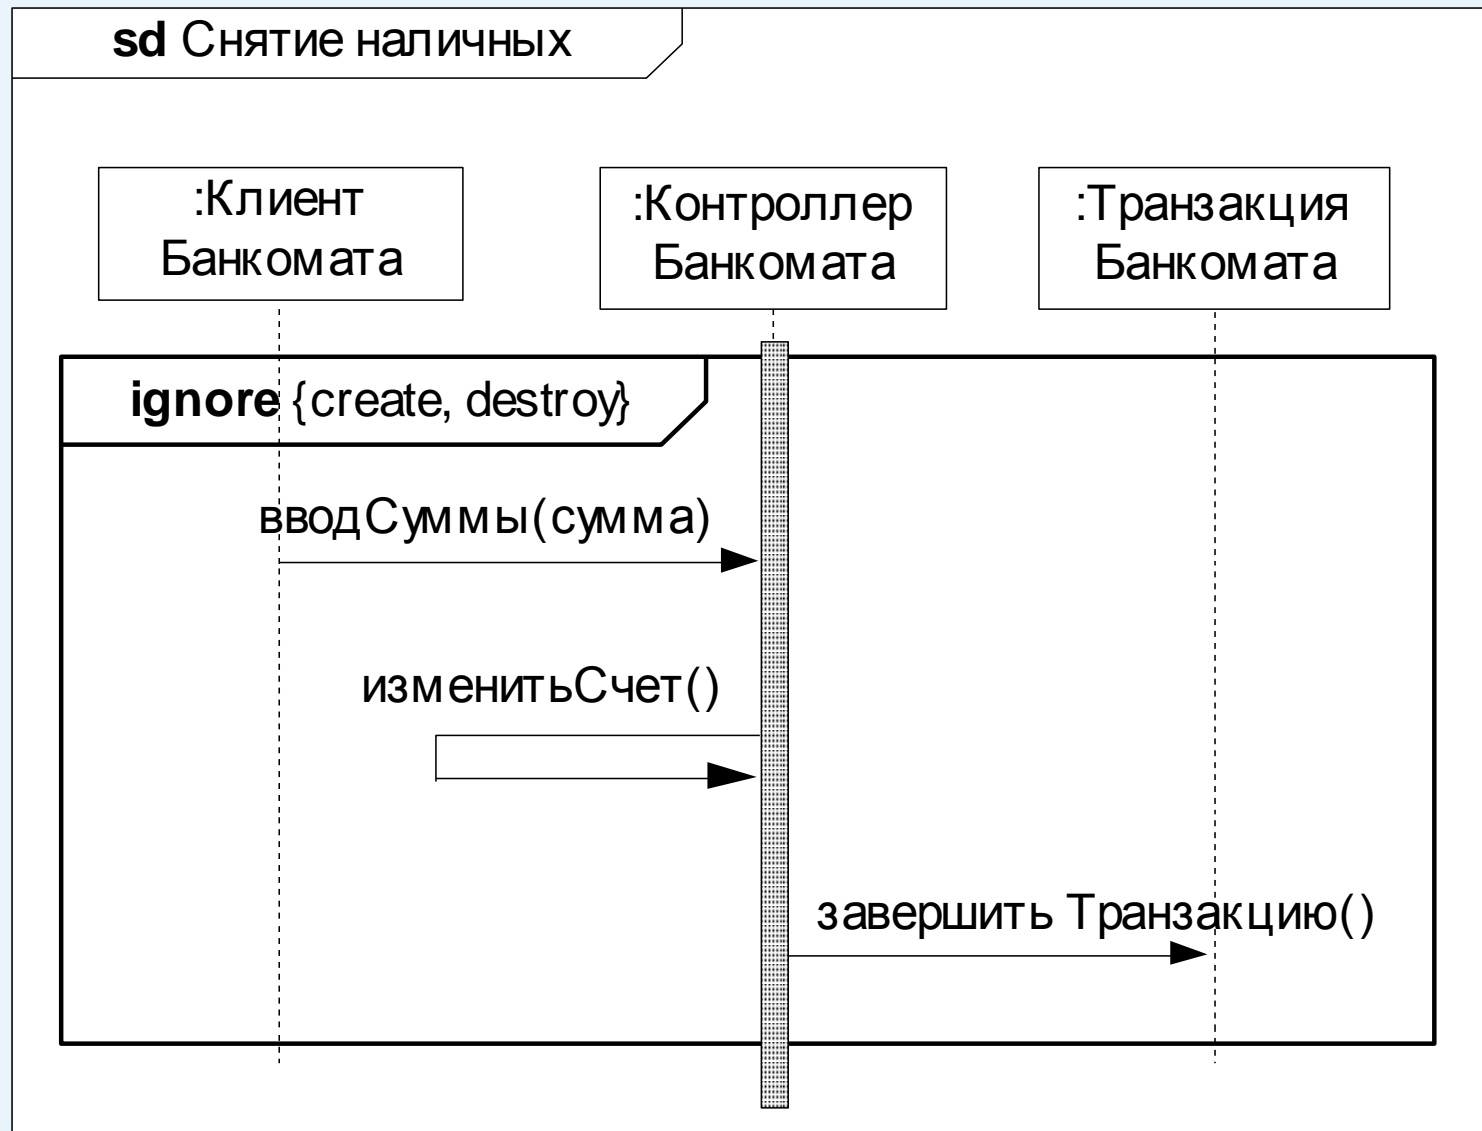 sd Снятие наличных
:Клиент
Банкомата
:Контроллер
Банкомата
:Транзакция
Банкомата
ignore {create, destroy}
вводСуммы(сумма)
изменитьСчет()
завершить Транзакцию()